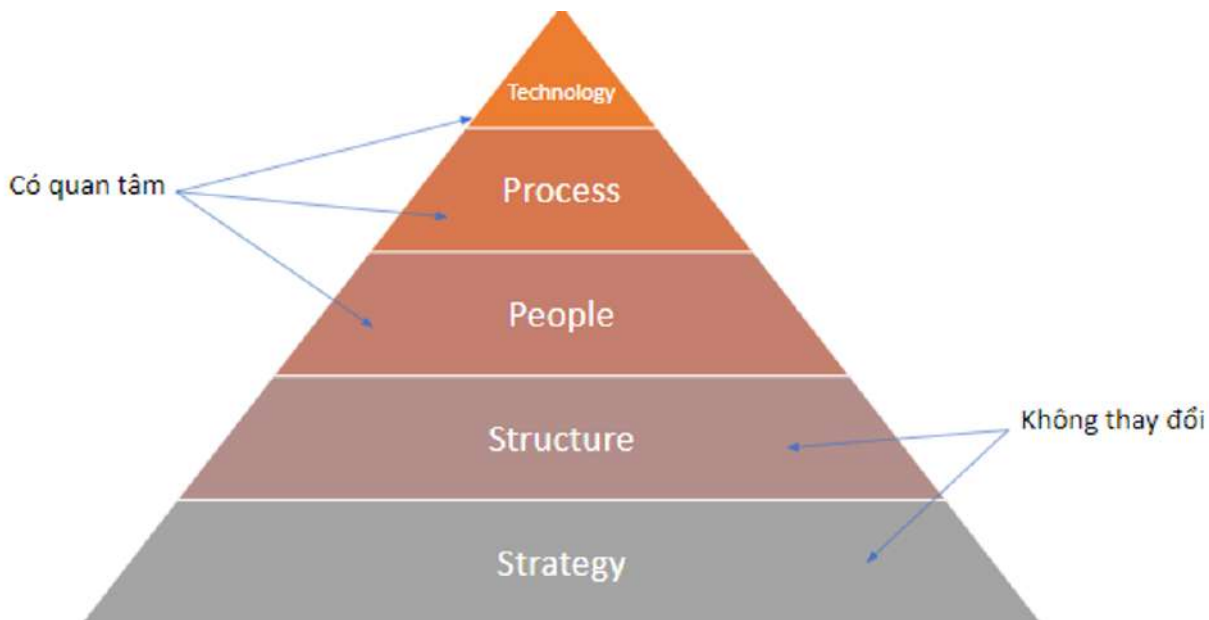 Technology
Có quan tâm
Process
People
Không thay đổi
Structure
Strategy